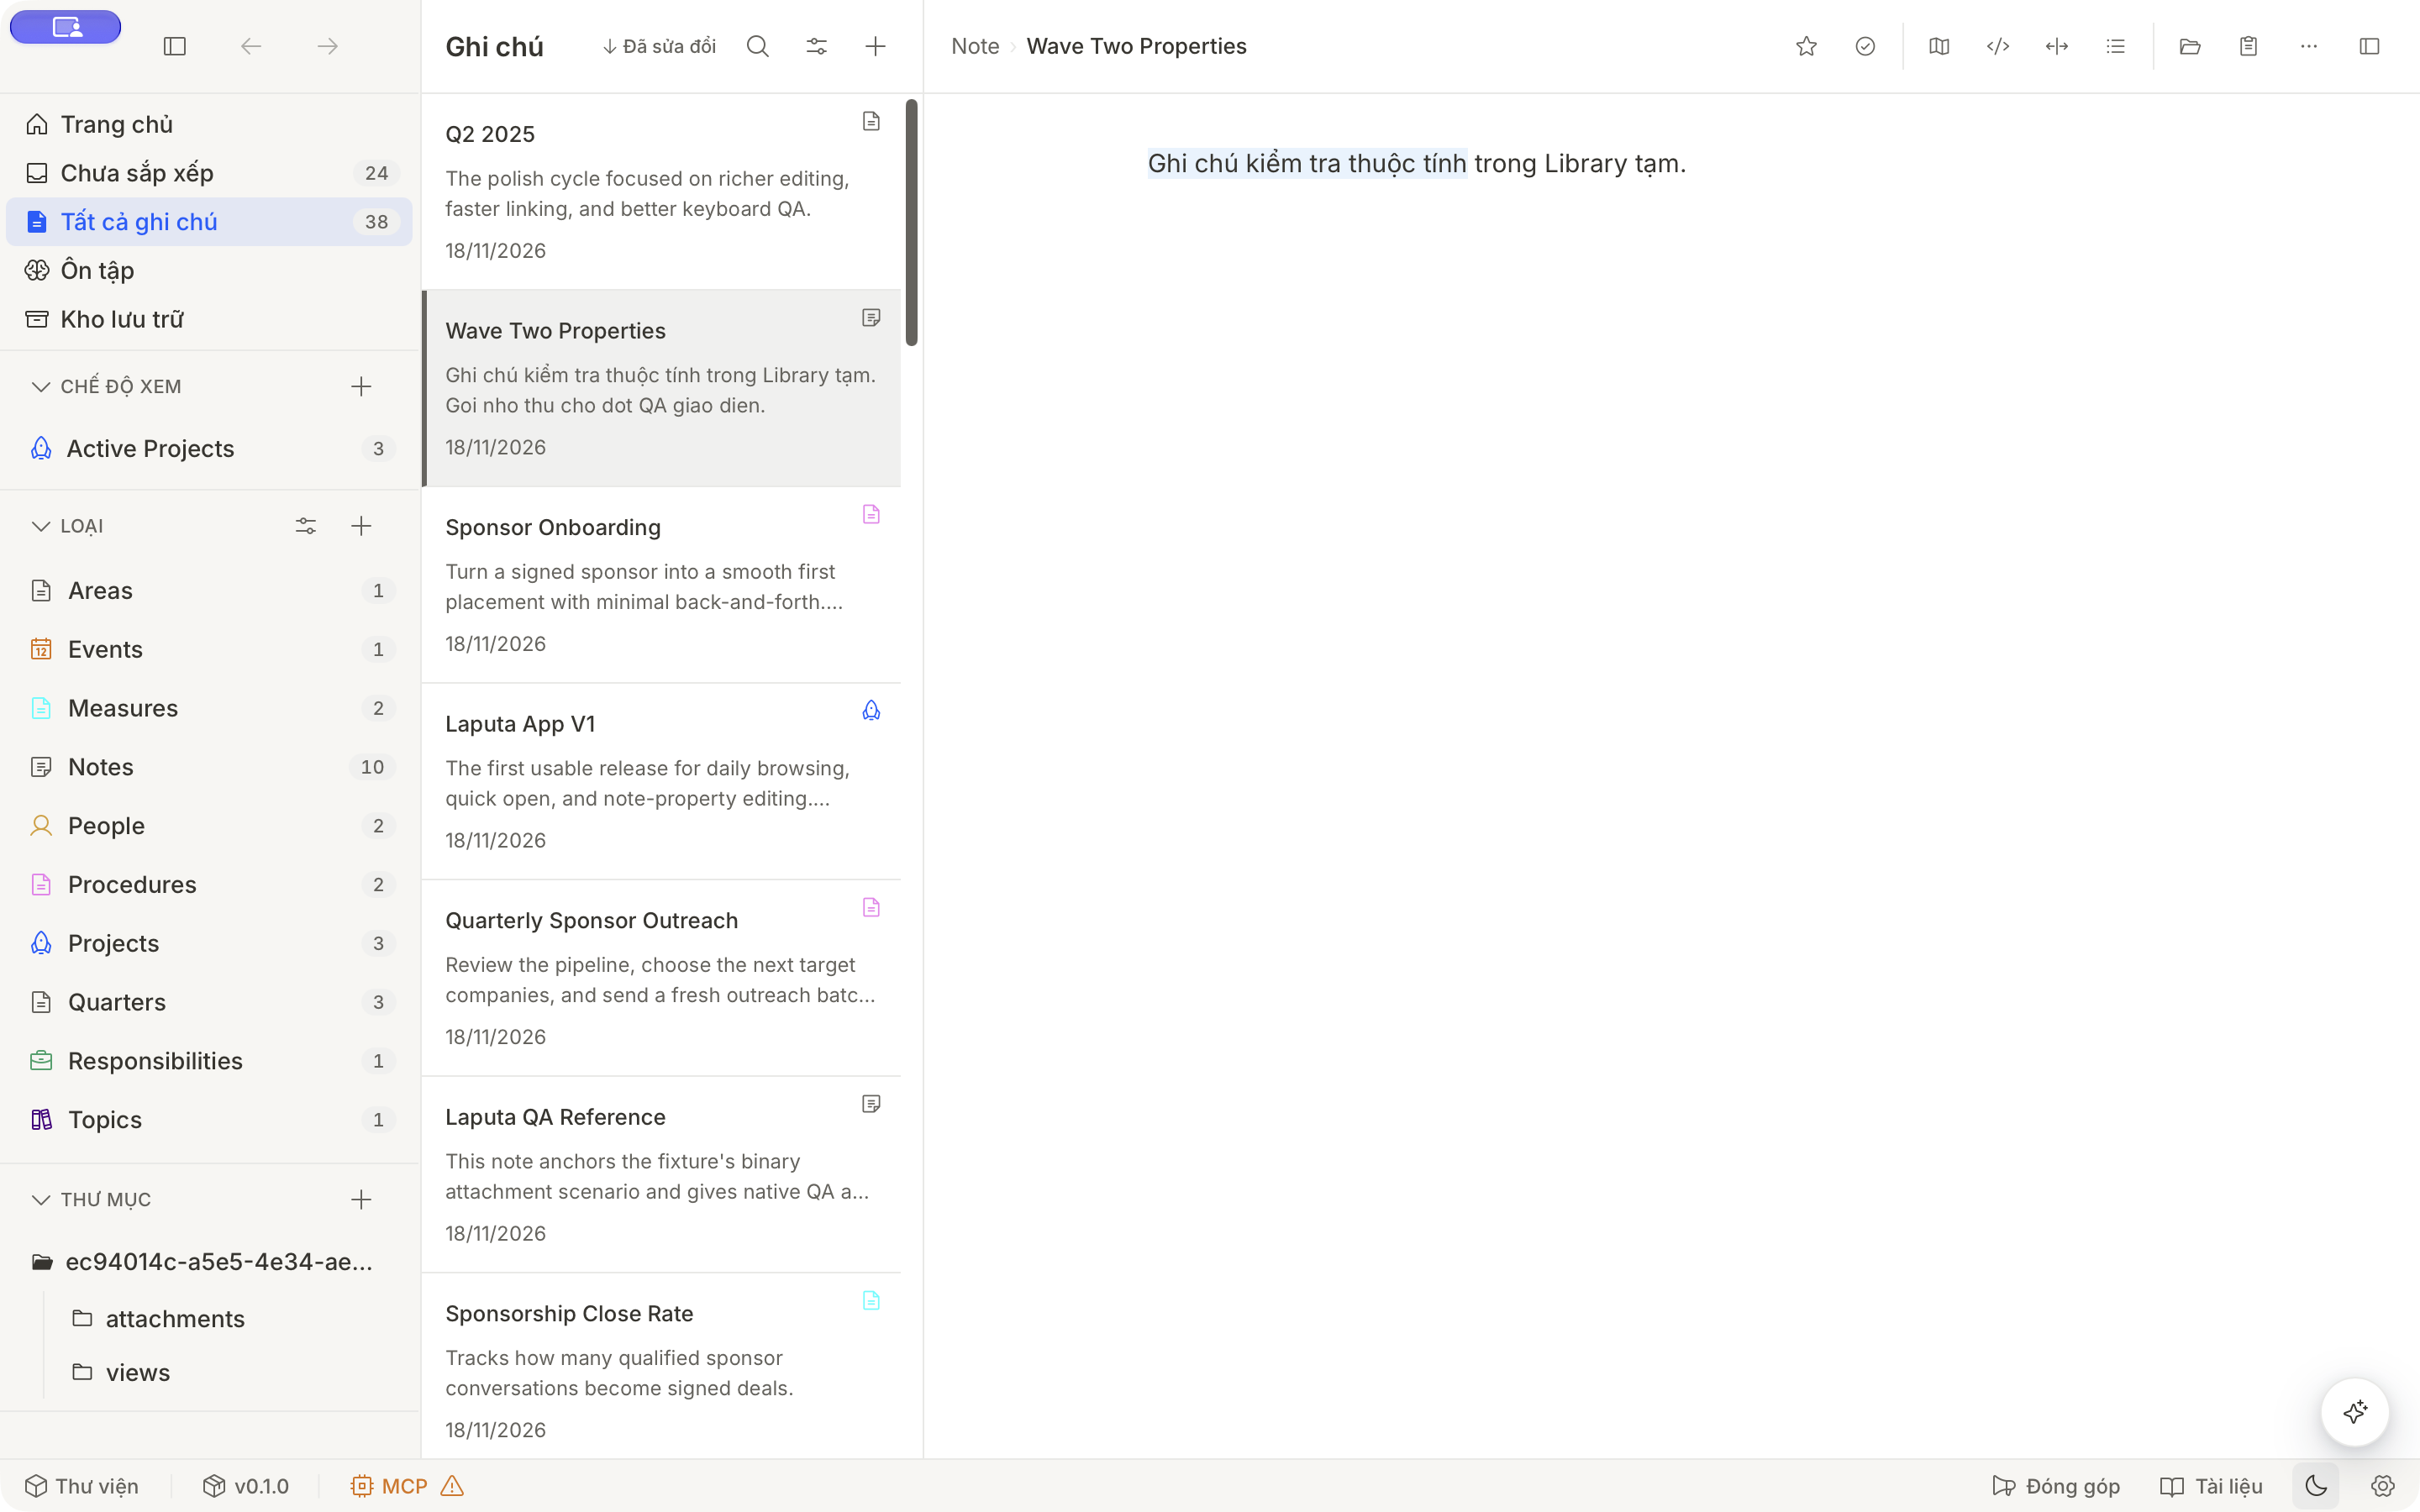 Trang chủ
Chưa sắp xếp 24
Tất cả ghi chú 38
Ôn tập
Kho lưu trữ
CHẾ ĐỘ XEM
Active Projects 3
LOẠI
Areas 1
12 Events 1
Measures 2
Notes 10
People 2
Procedures 2
Projects 3
Quarters 3
Responsibilities 1
Topics 1
THƯ MỤC
ec94014c-a5e5-4e34-ae...
attachments
views
Ghi chú Đã sửa đổi
Q2 2025
The polish cycle focused on richer editing,
faster linking, and better keyboard QA.
18/11/2026
Wave Two Properties
Ghi chú kiểm tra thuộc tính trong Library tạm.
Goi nho thu cho dot QA giao dien.
18/11/2026
Sponsor Onboarding
Turn a signed sponsor into a smooth first
placement with minimal back-and-forth....
18/11/2026
Laputa App V1
The first usable release for daily browsing,
quick open, and note-property editing....
18/11/2026
Quarterly Sponsor Outreach
Review the pipeline, choose the next target
companies, and send a fresh outreach batc...
18/11/2026
Laputa QA Reference
This note anchors the fixture's binary
attachment scenario and gives native QA a...
18/11/2026
Sponsorship Close Rate
Tracks how many qualified sponsor
conversations become signed deals.
18/11/2026
Note › Wave Two Properties
Ghi chú kiểm tra thuộc tính trong Library tạm.
Thư viện v0.1.0 MCP Đóng góp Tài liệu